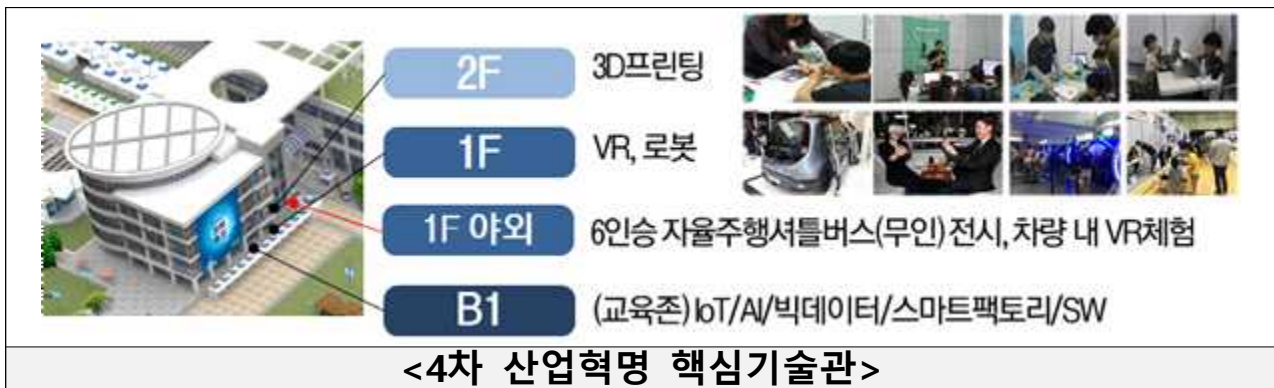 2F 3D프린팅
1F VR, 로봇
1F 야외 6인승 자율주행셔틀버스(무인) 전시, 차량 내 VR체험
B1 (교육존) IoT/AI/빅데이터/스마트팩토리/SW
<4차 산업혁명 핵심기술관>